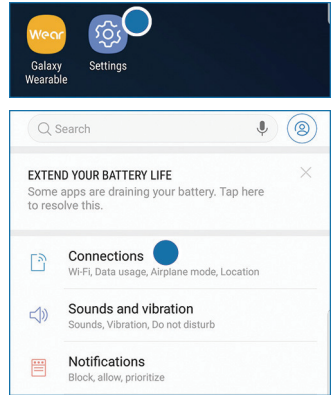 Wear
Galaxy
Wearable
Settings
Search
EXTEND YOUR BATTERY LIFE
Some apps are draining your battery. Tap here
to resolve this.
Connections
Wi-Fi, Data usage, Airplane mode, Location
Sounds and vibration
Sounds, Vibration, Do not disturb
Notifications
Block, allow, prioritize